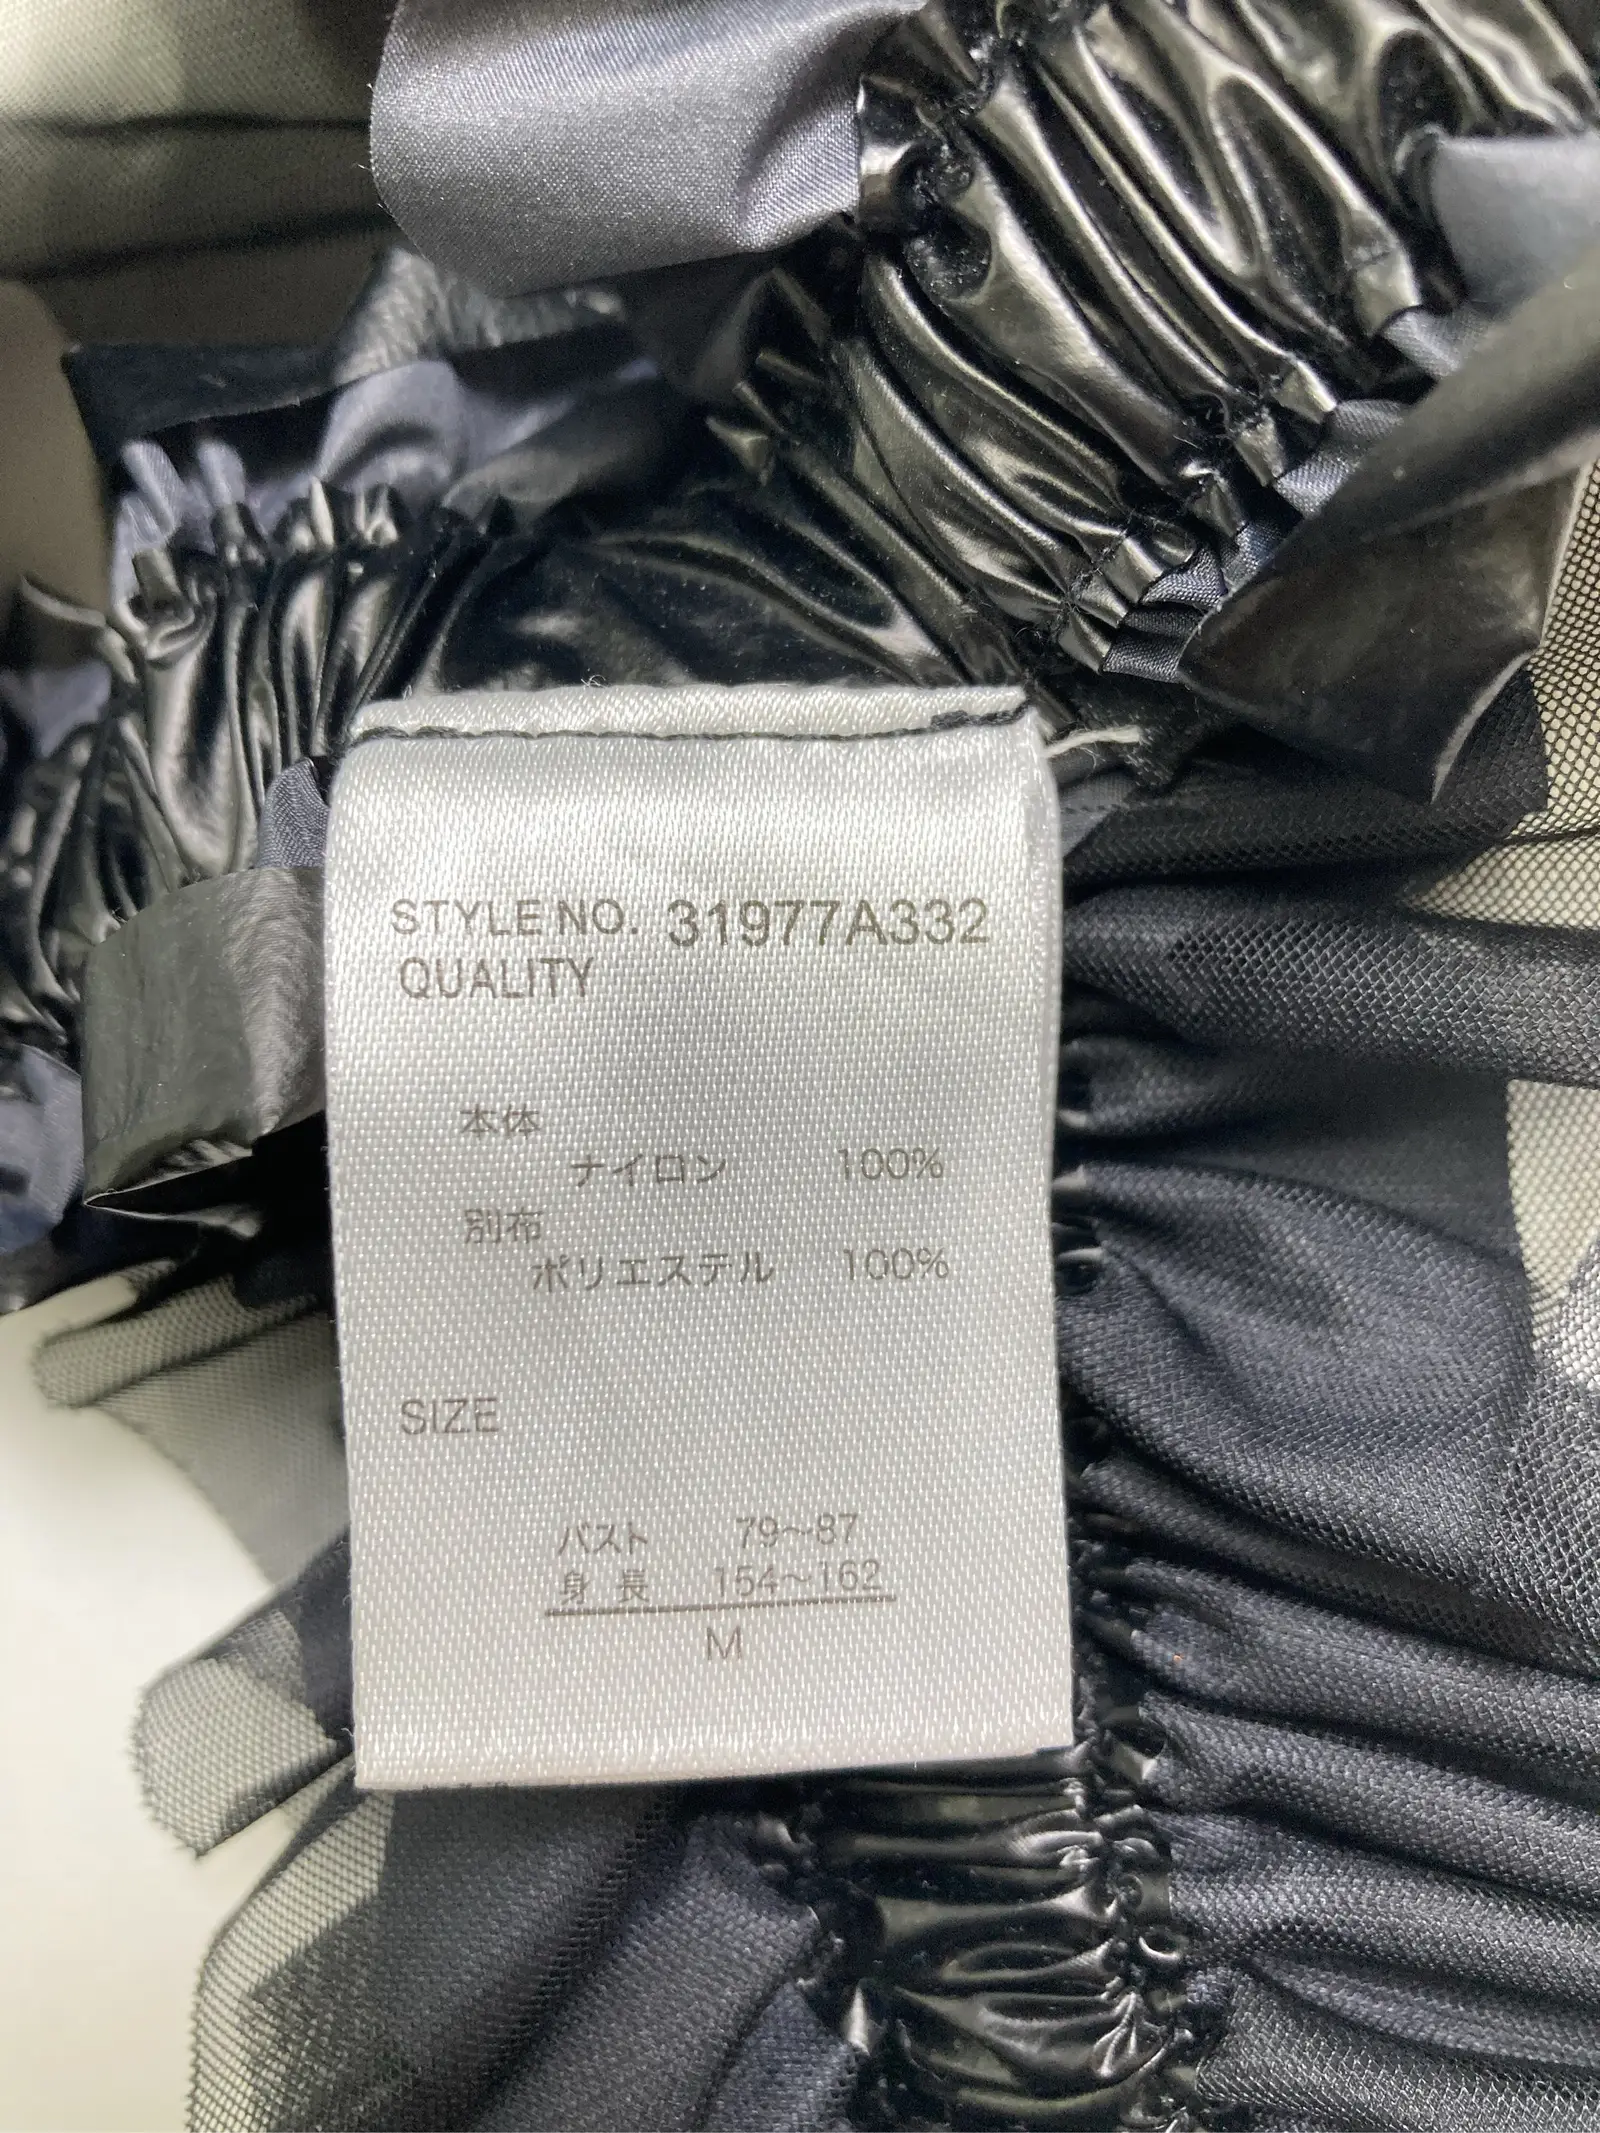 STYLE NO. 31977A332
QUALITY
本体
ナイロン 100%
別布
ポリエステル 100%
SIZE
バスト 79～87
身長 154～162
M